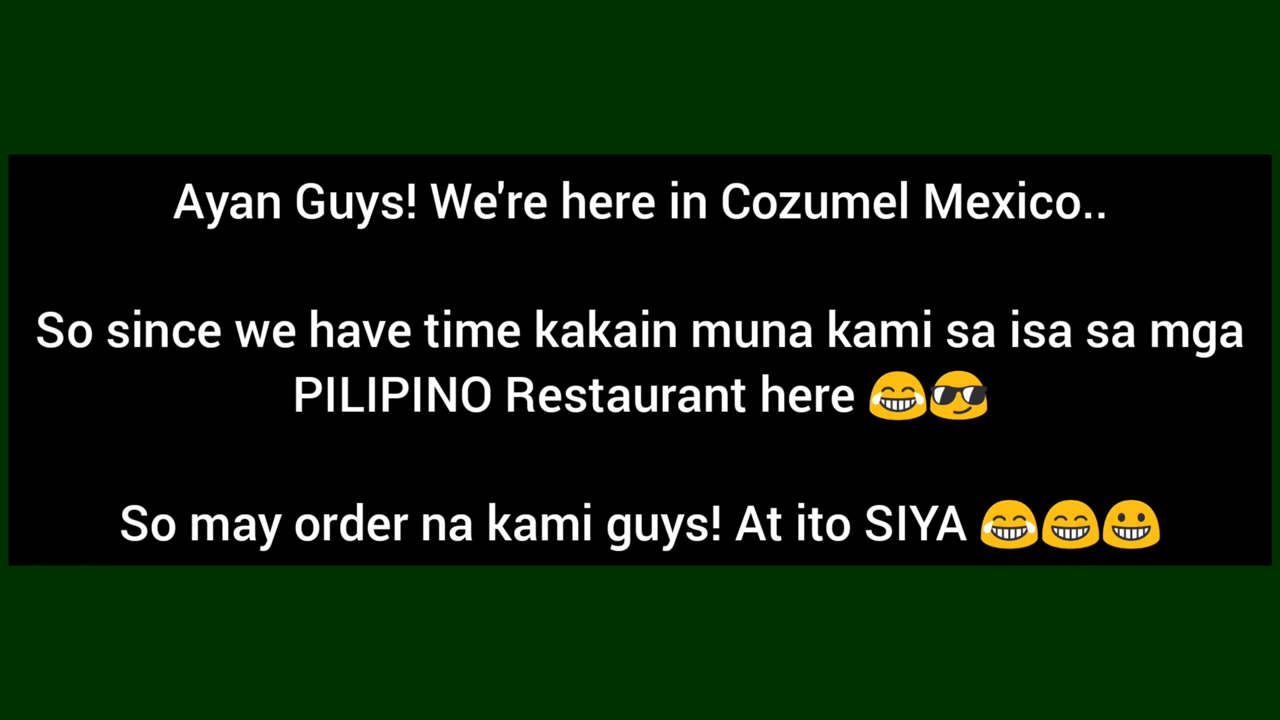 Ayan Guys! We're here in Cozumel Mexico..
So since we have time kakain muna kami sa isa sa mga
PILIPINO Restaurant here 😂😎
So may order na kami guys! At ito SIYA 😂😁😀